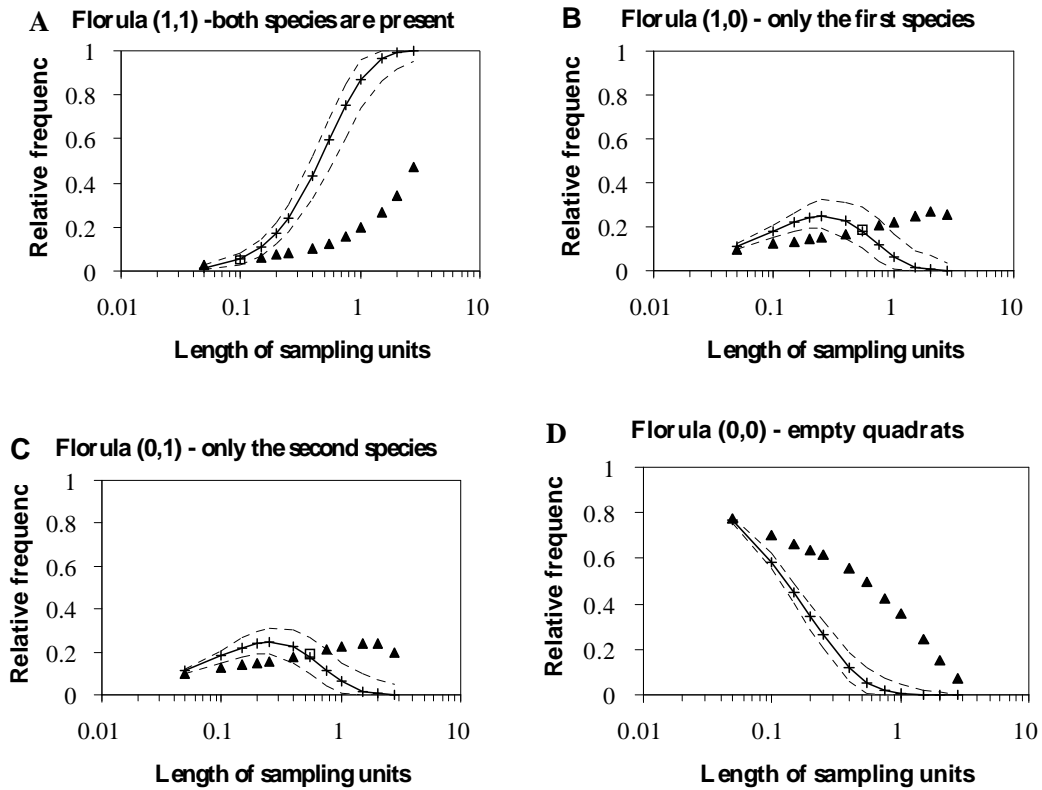 A Florula (1,1) -both species are present
1
0.8
0.6
0.4
0.2
0
0.01 0.1 1 10
Relative frequenc
Length of sampling units
B Florula (1,0) - only the first species
1
0.8
0.6
0.4
0.2
0
0.01 0.1 1 10
Relative frequenc
Length of sampling units
C Florula (0,1) - only the second species
1
0.8
0.6
0.4
0.2
0
0.01 0.1 1 10
Relative frequenc
Length of sampling units
D Florula (0,0) - empty quadrats
1
0.8
0.6
0.4
0.2
0
0.01 0.1 1 10
Relative frequenc
Length of sampling units